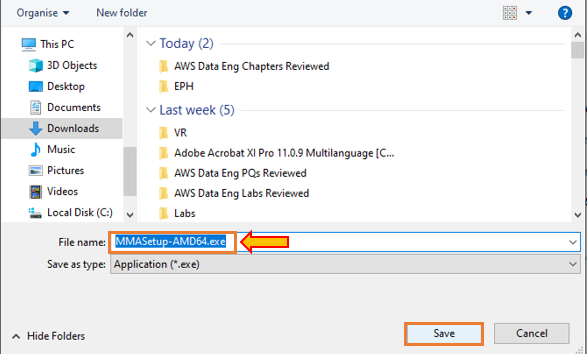 Organise New folder
This PC
3D Objects
Desktop
Documents
Downloads
Music
Pictures
Videos
Local Disk (C:)
Today (2)
AWS Data Eng Chapters Reviewed
EPH
Last week (5)
VR
Adobe Acrobat XI Pro 11.0.9 Multilanguage [C...
AWS Data Eng PQs Reviewed
AWS Data Eng Labs Reviewed
Labs
File name: MMASetup-AMD64.exe
Save as type: Application (*.exe)
Hide Folders Save Cancel